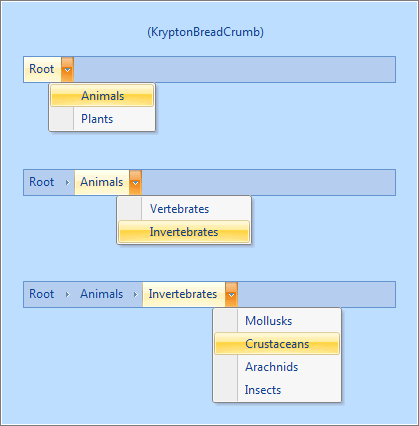 (KryptonBreadCrumb)
Root
Animals
Plants
Root Animals
Vertebrates
Invertebrates
Root Animals Invertebrates
Mollusks
Crustaceans
Arachnids
Insects